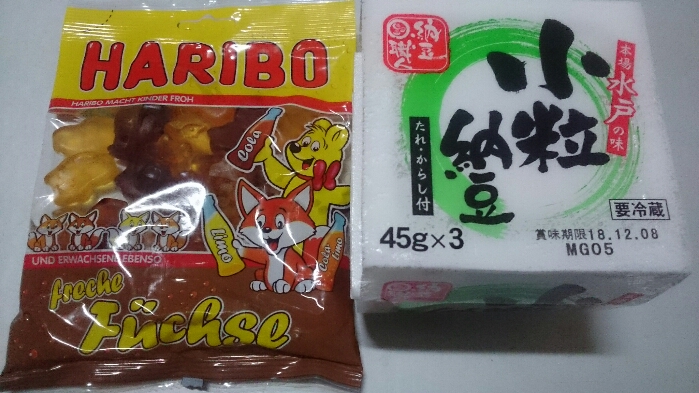 HARIBO
HARIBO MACHT KINDER FROH
Cola
Limo
Cola
Limo
UND ERWACHSENE EBENSO
freche
Füchse
納豆
本場水戸の味
小粒
納豆
たれ・からし付
要冷蔵
45g×3
賞味期限18.12.08
MG05